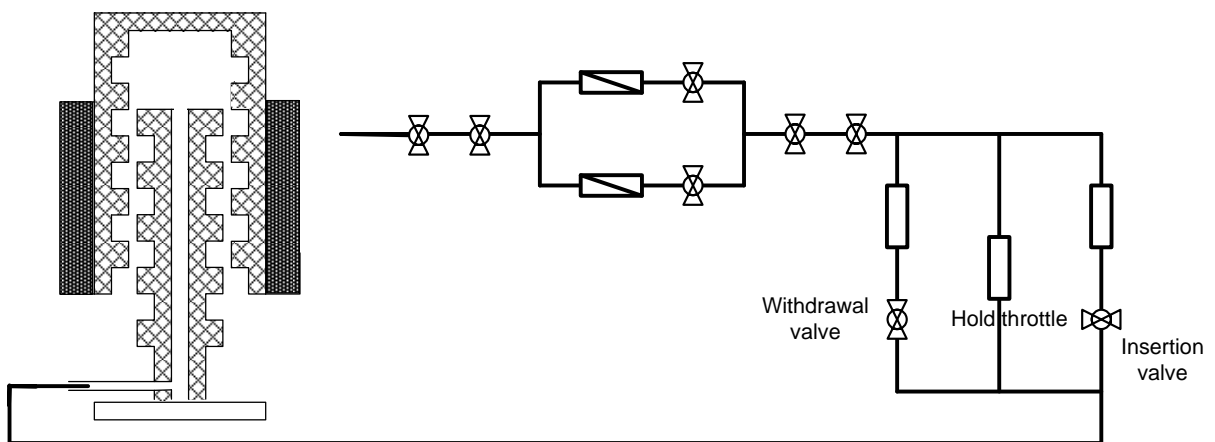 Withdrawal
valve
Hold throttle
Insertion
valve